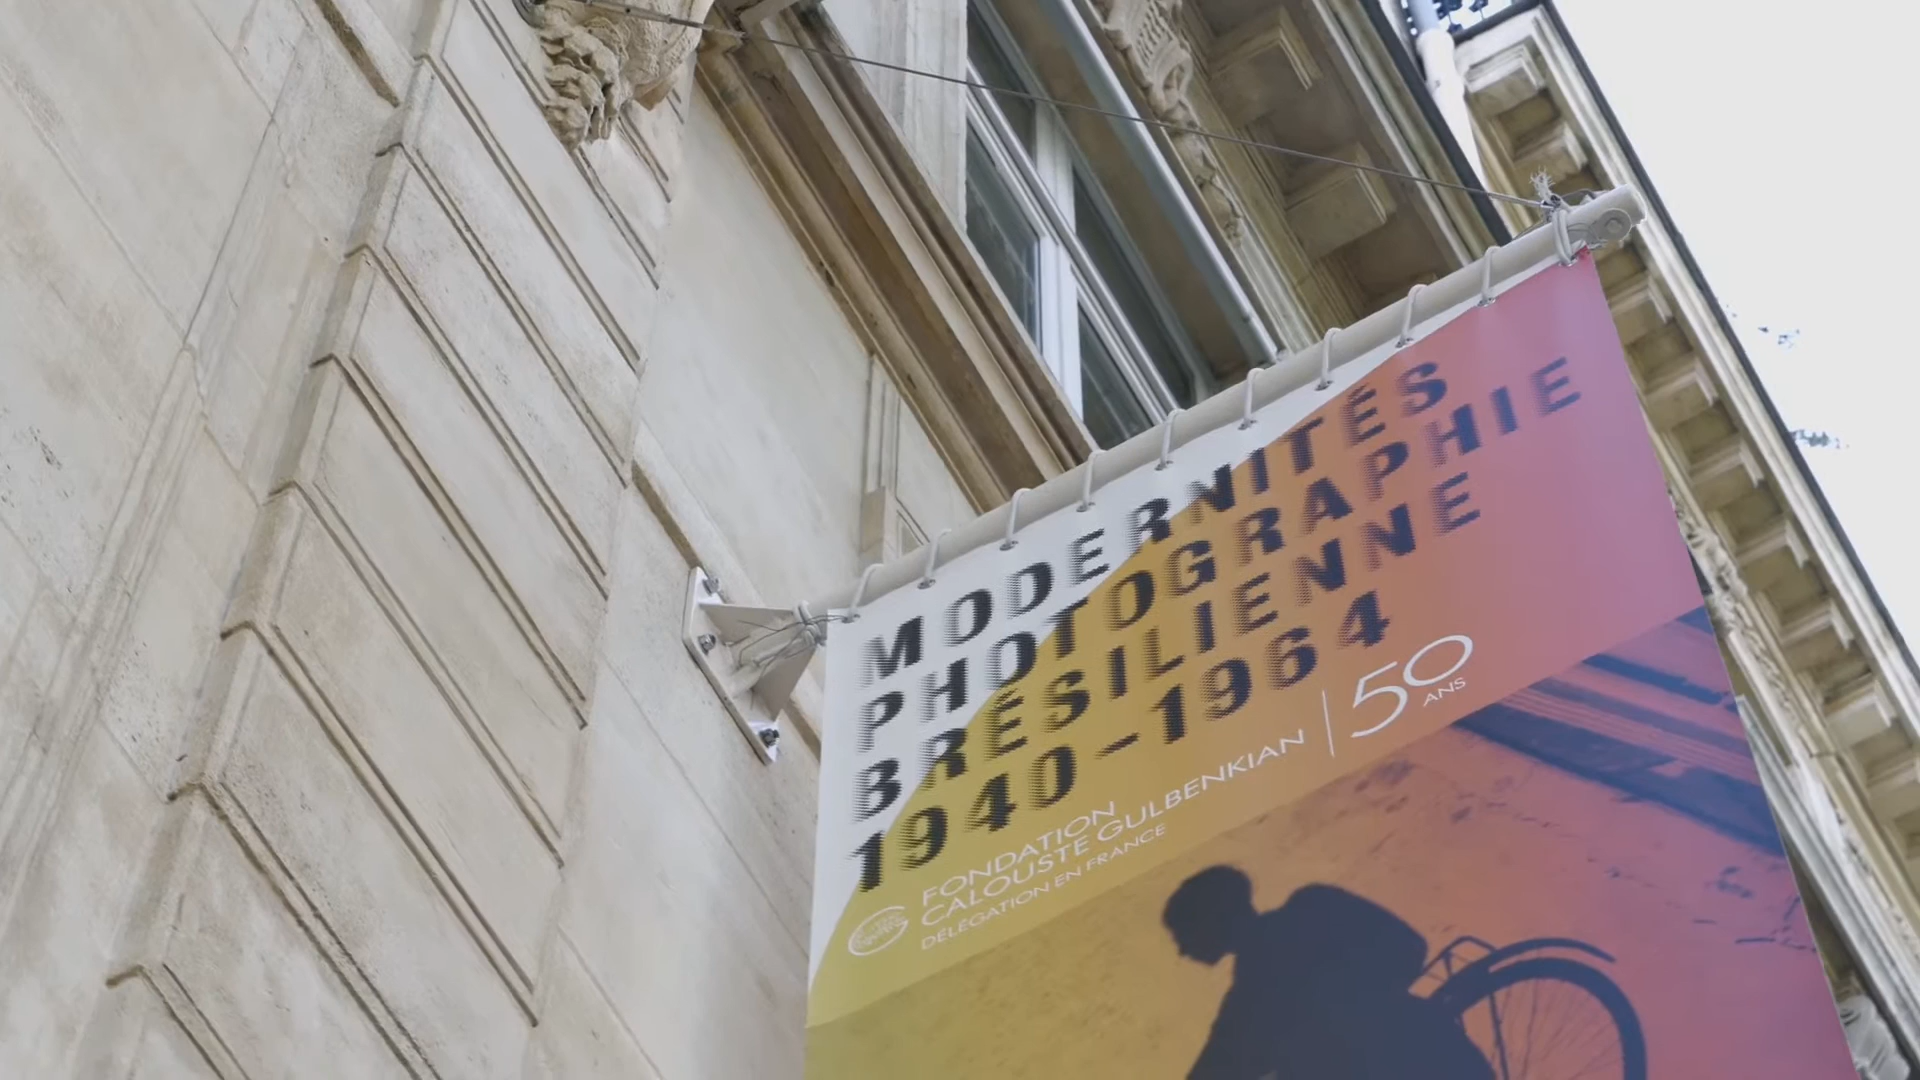 MODERNITÉS
PHOTOGRAPHIE
BRÉSILIENNE
1940-1964
FONDATION
CALOUSTE GULBENKIAN
DÉLÉGATION EN FRANCE
50
ANS